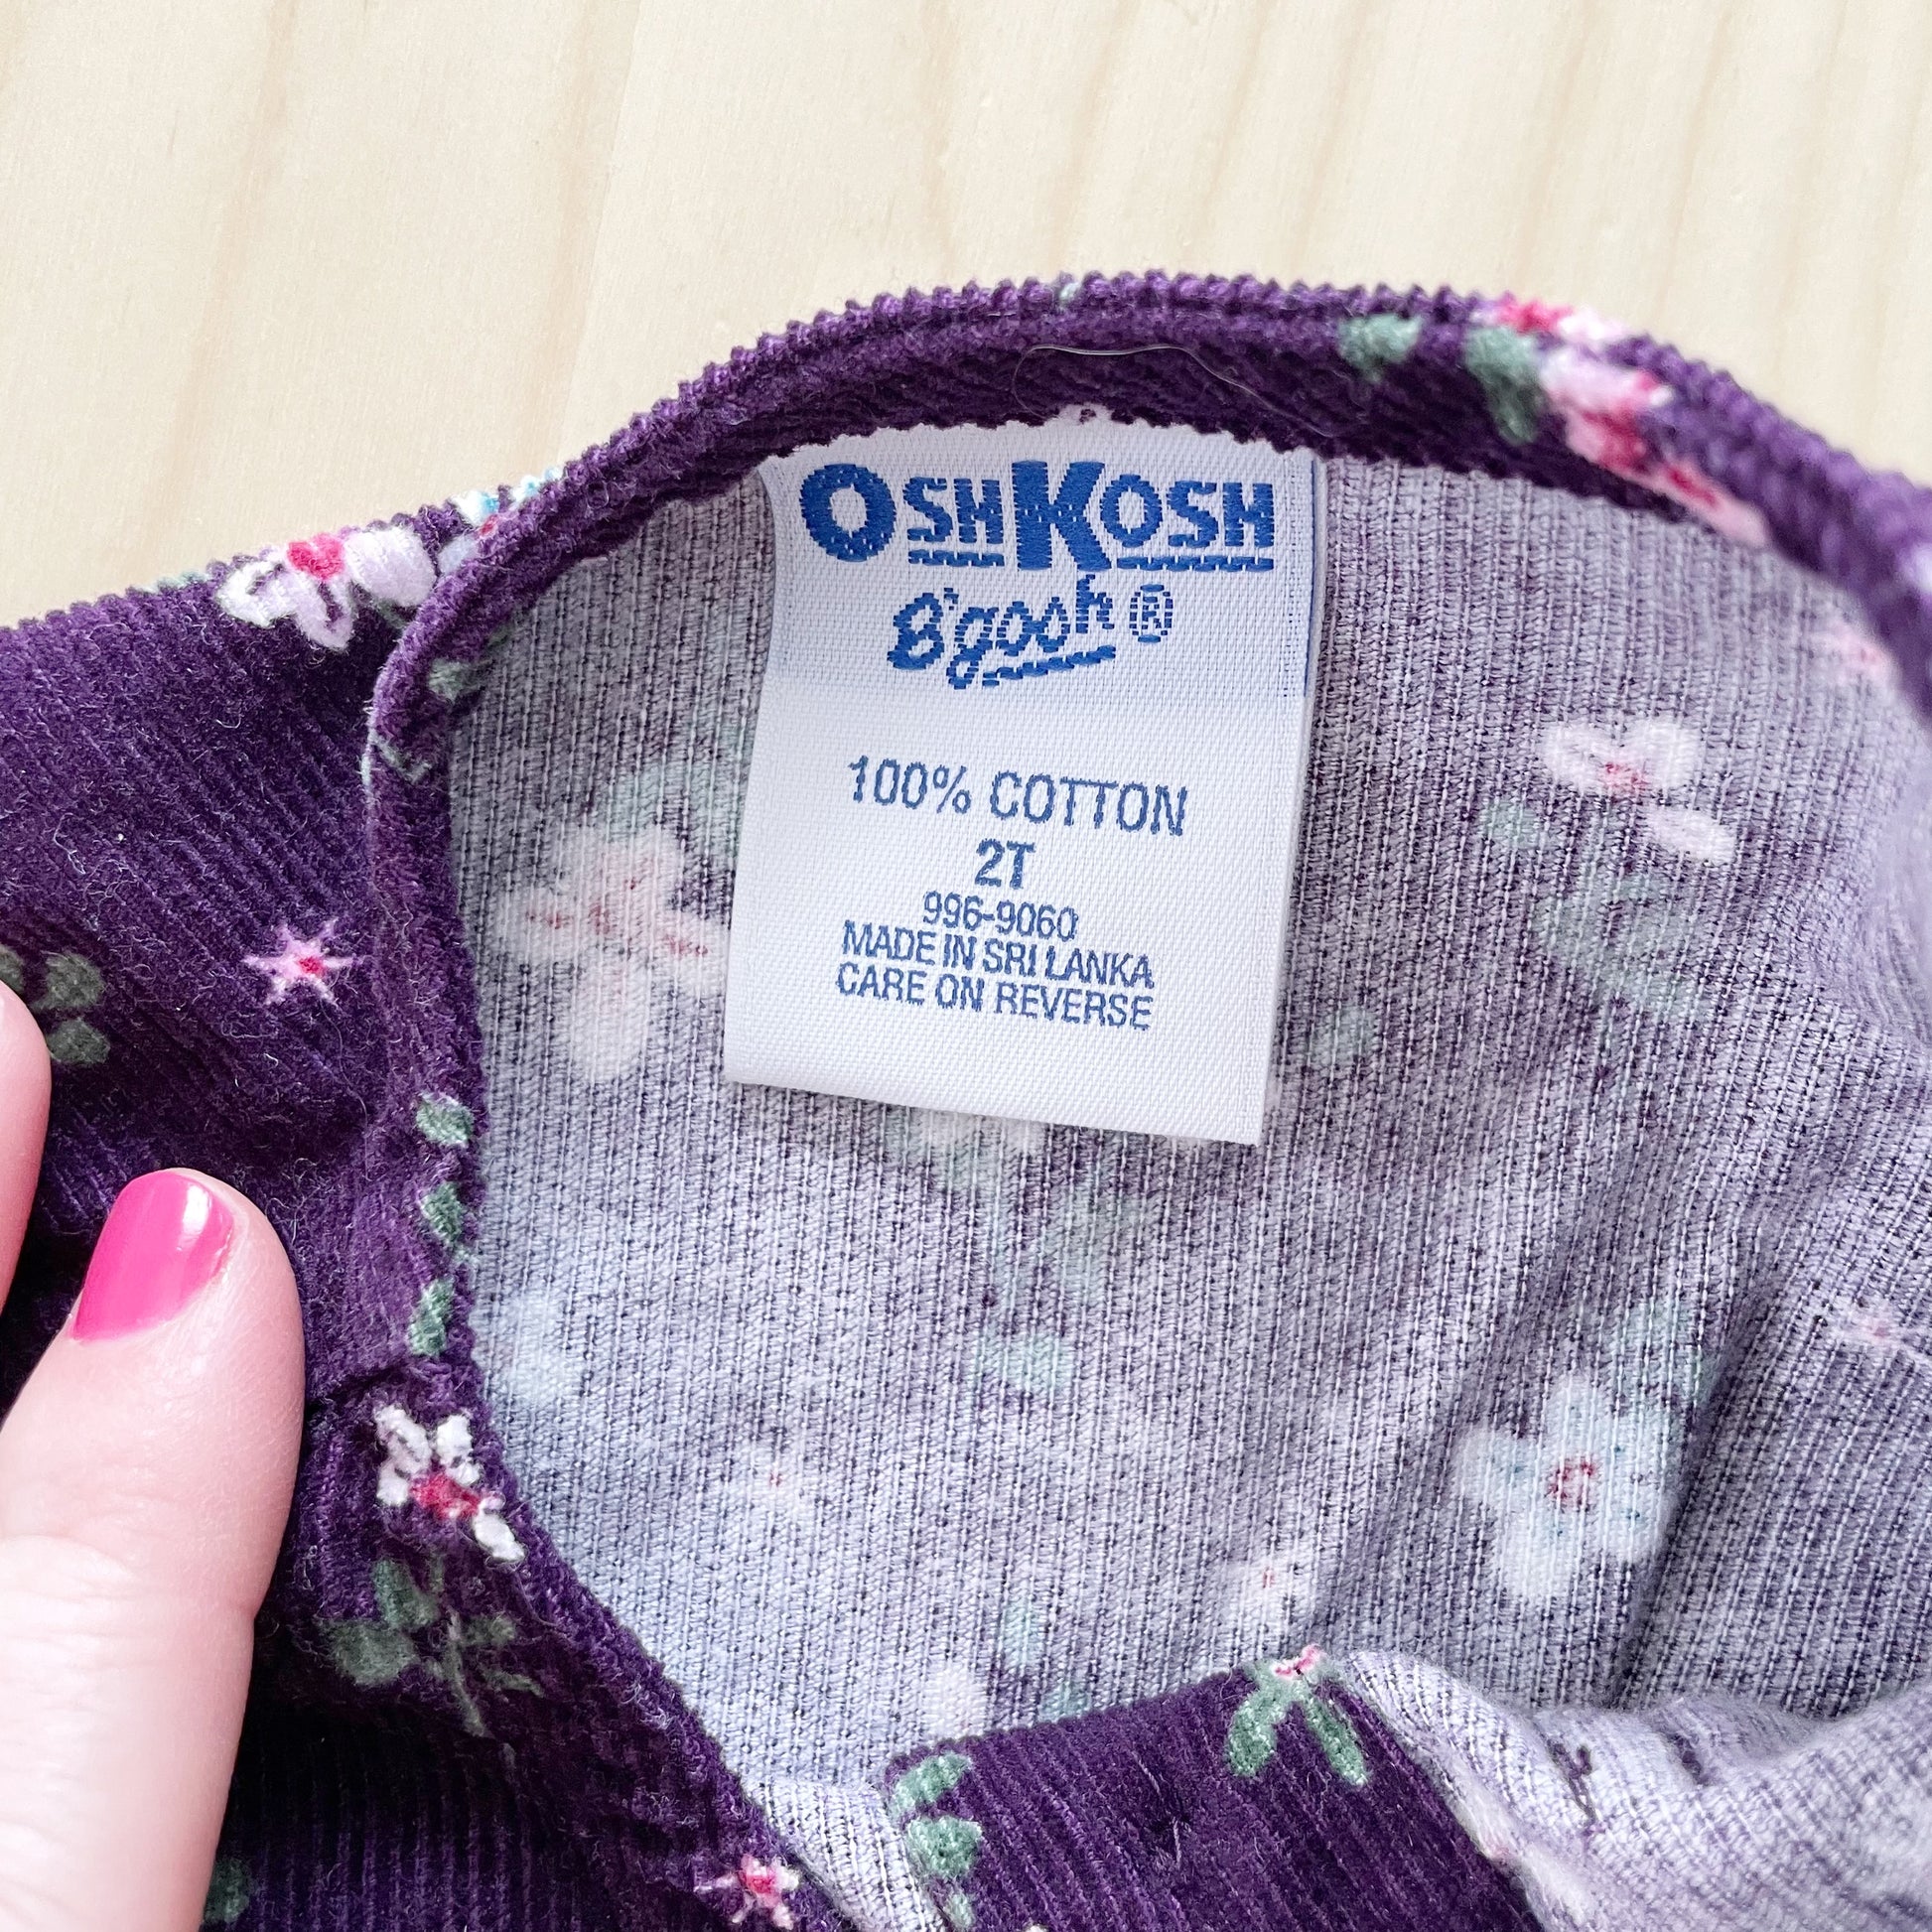 OSHKOSH
B'gosh®
100% COTTON
2T
996-9060
MADE IN SRI LANKA
CARE ON REVERSE